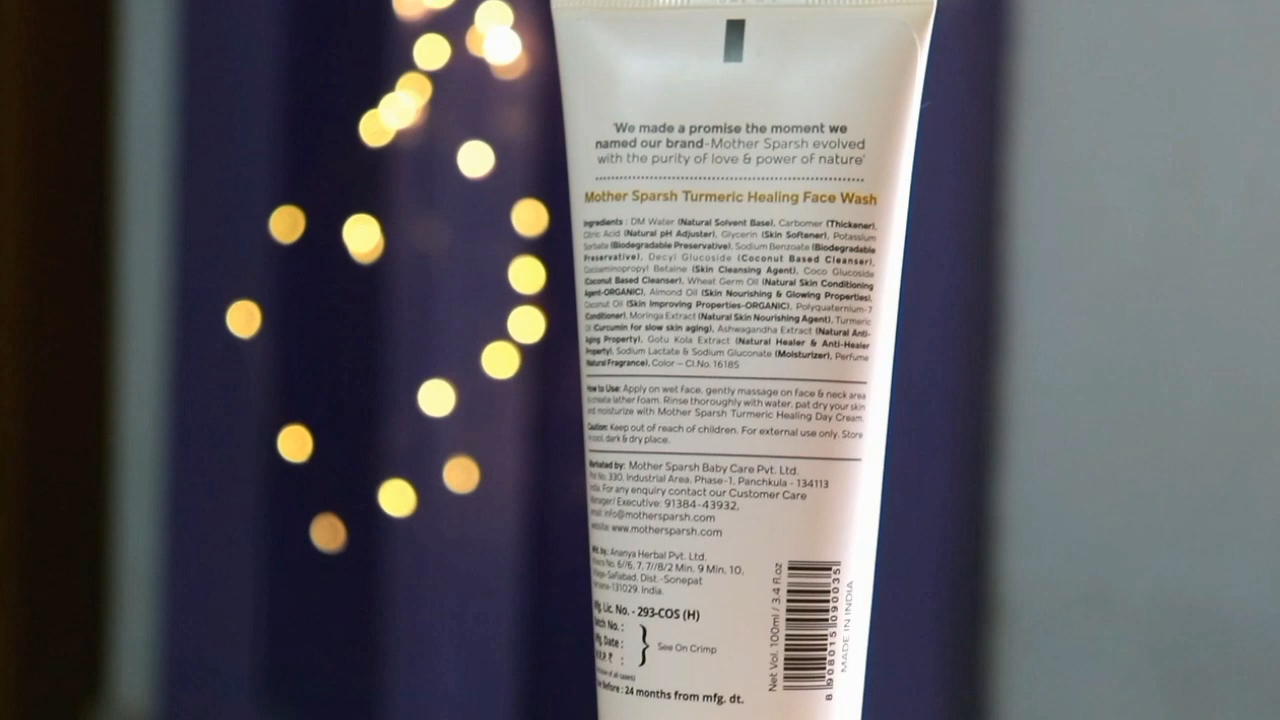 'We made a promise the moment we
named our brand-Mother Sparsh evolved
with the purity of love & power of nature'
Mother Sparsh Turmeric Healing Face Wash
Ingredients : DM Water (Natural Solvent Base), Carbomer (Thickener),
Citric Acid (Natural pH Adjuster), Glycerin (Skin Softener), Potassium
Sorbate (Biodegradable Preservative), Sodium Benzoate (Biodegradable
Preservative), Decyl Glucoside (Coconut Based Cleanser),
Cocoaminopropyl Betaine (Skin Cleansing Agent), Coco Glucoside
(Coconut Based Cleanser), Wheat Germ Oil (Natural Skin Conditioning
Agent-ORGANIC), Almond Oil (Skin Nourishing & Glowing Properties),
Coconut Oil (Skin Improving Properties-ORGANIC), Polyquaternium-7
(Conditioner), Moringa Extract (Natural Skin Nourishing Agent), Turmeric
Oil (Curcumin for slow skin aging), Ashwagandha Extract (Natural Anti-
Aging Property), Gotu Kola Extract (Natural Healer & Anti-Healer
Property), Sodium Lactate & Sodium Gluconate (Moisturizer), Perfume
(Natural Fragrance), Color – CI.No. 16185
How to Use: Apply on wet face, gently massage on face & neck area
to create lather foam. Rinse thoroughly with water, pat dry your skin
and moisturize with Mother Sparsh Turmeric Healing Day Cream.
Caution: Keep out of reach of children. For external use only. Store
in cool, dark & dry place.
Marketed by: Mother Sparsh Baby Care Pvt. Ltd.
Plot No. 330, Industrial Area, Phase-1, Panchkula - 134113
India. For any enquiry contact our Customer Care
Manager/ Executive: 91384-43932,
email: info@mothersparsh.com
website: www.mothersparsh.com
Mfd. by: Ananya Herbal Pvt. Ltd.
No. 6//6, 7, 7//8/2 Min, 9 Min, 10,
Village-Safiabad, Dist.-Sonepat
Haryana-131029, India.
Mfg. Lic. No. - 293-COS (H)
Batch No. :
Mfg. Date :
M.R.P. ₹ :
See On Crimp
Use Before : 24 months from mfg. dt.
Net Vol. 100ml / 3.4 fl.oz
8 908015 090035
MADE IN INDIA